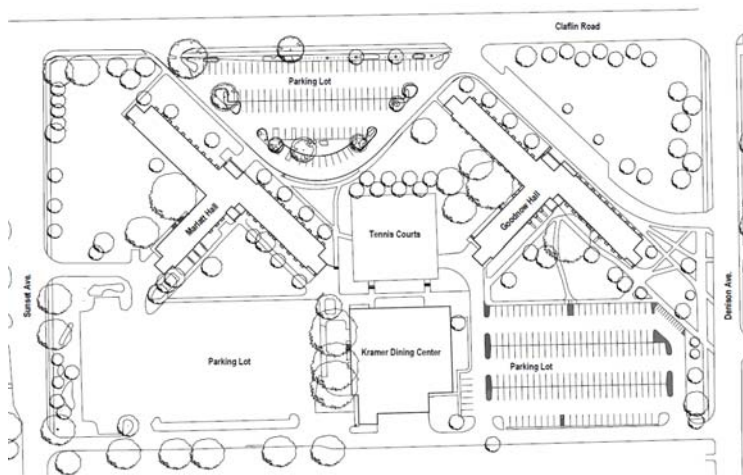 Claflin Road
Parking Lot
Marlatt Hall
Goodnow Hall
Tennis Courts
Sunset Ave.
Denison Ave.
Parking Lot
Kramer Dining Center
Parking Lot